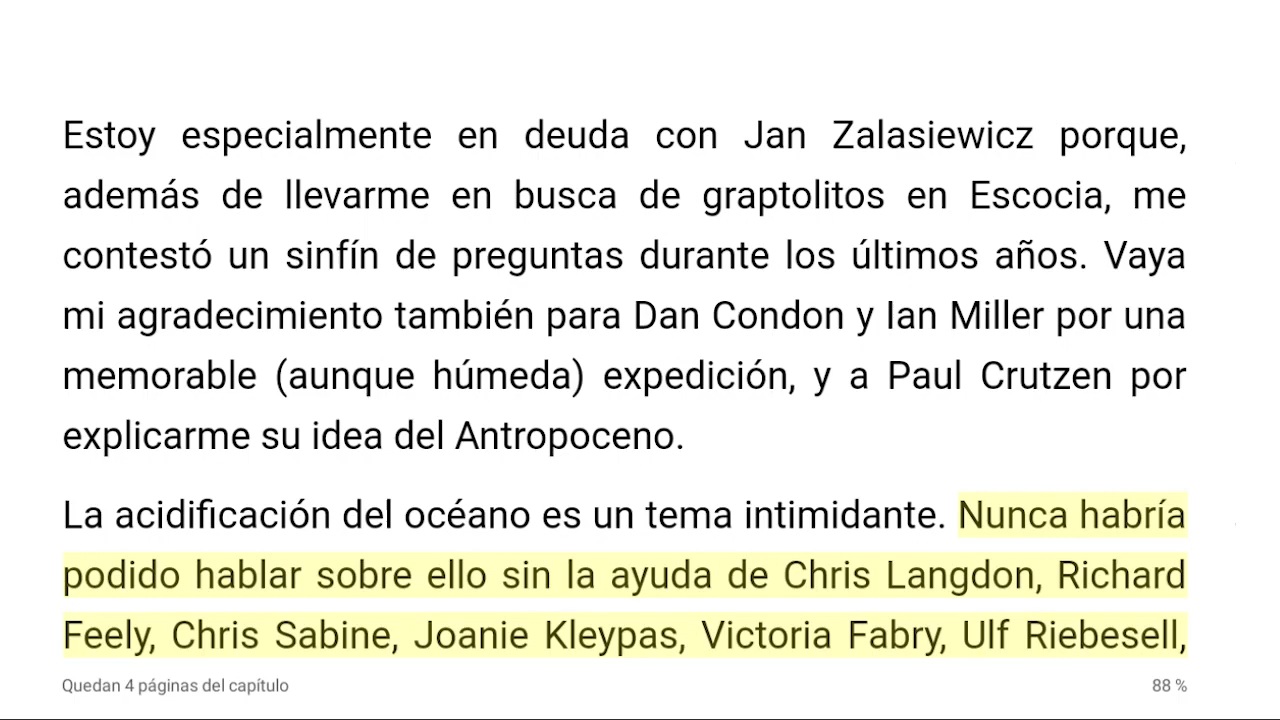 Estoy especialmente en deuda con Jan Zalasiewicz porque,
además de llevarme en busca de graptolitos en Escocia, me
contestó un sinfín de preguntas durante los últimos años. Vaya
mi agradecimiento también para Dan Condon y Ian Miller por una
memorable (aunque húmeda) expedición, y a Paul Crutzen por
explicarme su idea del Antropoceno.
La acidificación del océano es un tema intimidante. Nunca habría
podido hablar sobre ello sin la ayuda de Chris Langdon, Richard
Feely, Chris Sabine, Joanie Kleypas, Victoria Fabry, Ulf Riebesell,
Quedan 4 páginas del capítulo
88 %